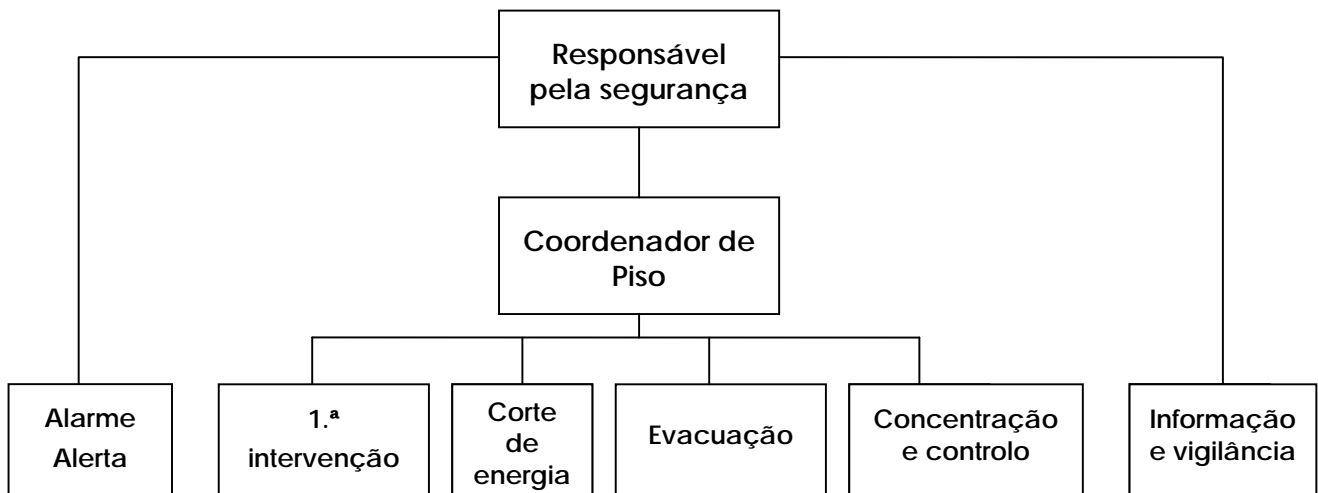 Responsável
pela segurança
Coordenador de
Piso
Alarme
Alerta
1.ª
intervenção
Corte
de
energia
Evacuação
Concentração
e controlo
Informação
e vigilância